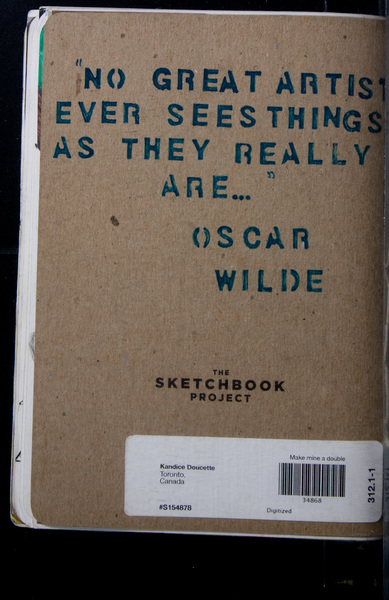 "NO GREAT ARTIST
EVER SEES THINGS
AS THEY REALLY
ARE..."
OSCAR
WILDE
THE
SKETCHBOOK
PROJECT
Make mine a double
Kandice Doucette
Toronto,
Canada
34868
#S154878
Digitized
312.1-1